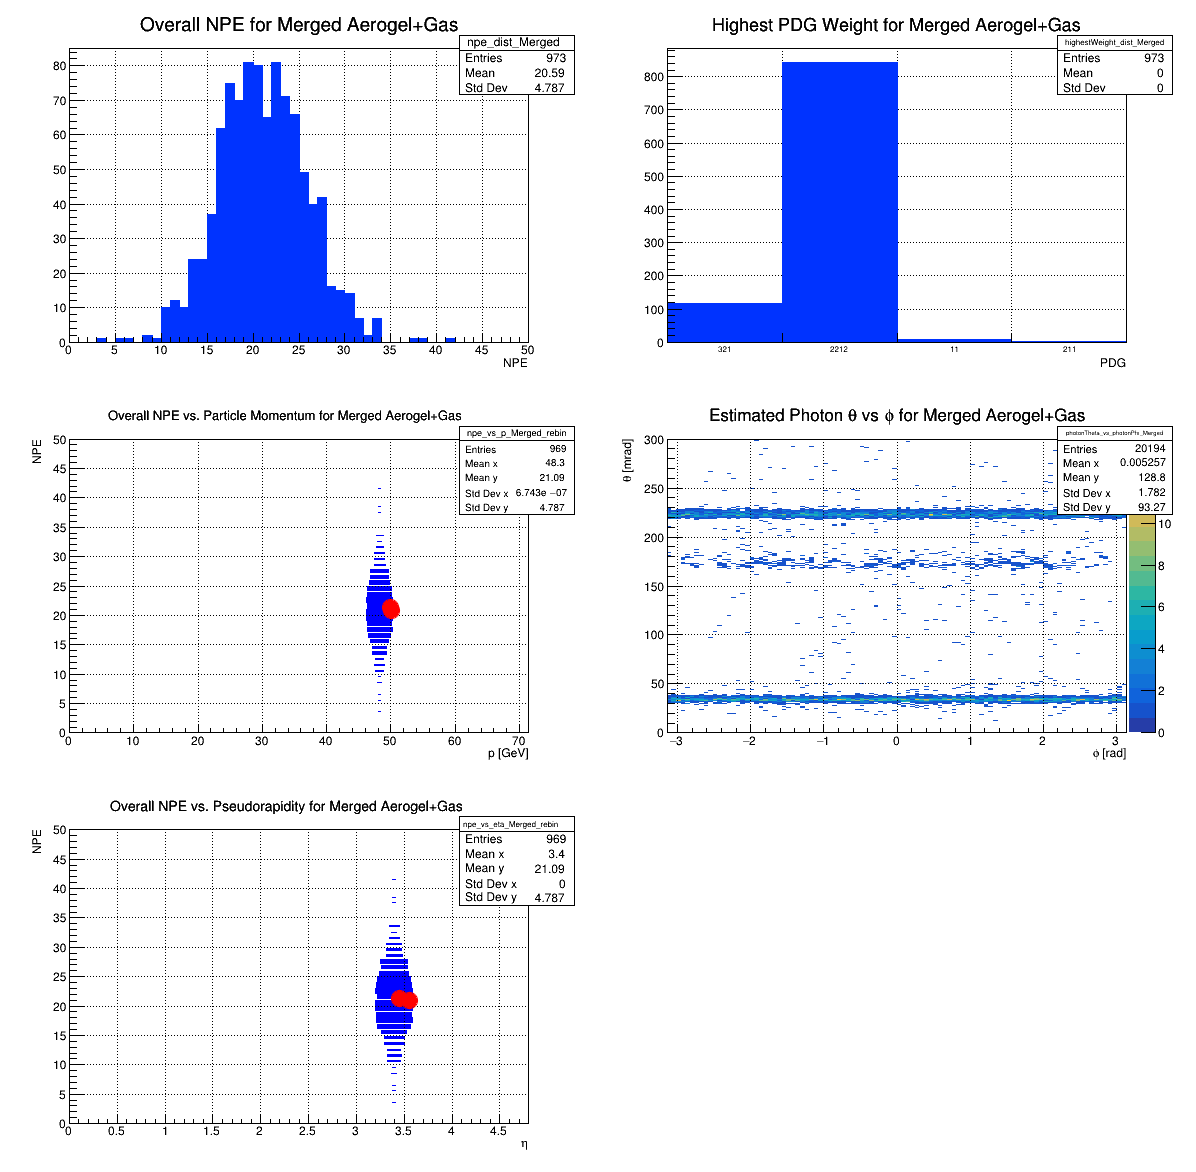 Overall NPE for Merged Aerogel+Gas
npe_dist_Merged
Entries 973
Mean 20.59
Std Dev 4.787
80
70
60
50
40
30
20
10
0
0 5 10 15 20 25 30 35 40 45 50
NPE
Highest PDG Weight for Merged Aerogel+Gas
highestWeight_dist_Merged
Entries 973
Mean 0
Std Dev 0
800
700
600
500
400
300
200
100
0
321 2212 11 211
PDG
Overall NPE vs. Particle Momentum for Merged Aerogel+Gas
npe_vs_p_Merged_rebin
Entries 969
Mean x 48.3
Mean y 21.09
Std Dev x 6.743e −07
Std Dev y 4.787
NPE
50
45
40
35
30
25
20
15
10
5
0
0 10 20 30 40 50 60 70
p [GeV]
Estimated Photon θ vs ϕ for Merged Aerogel+Gas
photonTheta_vs_photonPhi_Merged
Entries 20194
Mean x 0.005257
Mean y 128.8
Std Dev x 1.782
Std Dev y 93.27
θ [mrad]
300
250
200
150
100
50
0
−3 −2 −1 0 1 2 3
ϕ [rad]
10
8
6
4
2
0
Overall NPE vs. Pseudorapidity for Merged Aerogel+Gas
npe_vs_eta_Merged_rebin
Entries 969
Mean x 3.4
Mean y 21.09
Std Dev x 0
Std Dev y 4.787
NPE
50
45
40
35
30
25
20
15
10
5
0
0 0.5 1 1.5 2 2.5 3 3.5 4 4.5
η